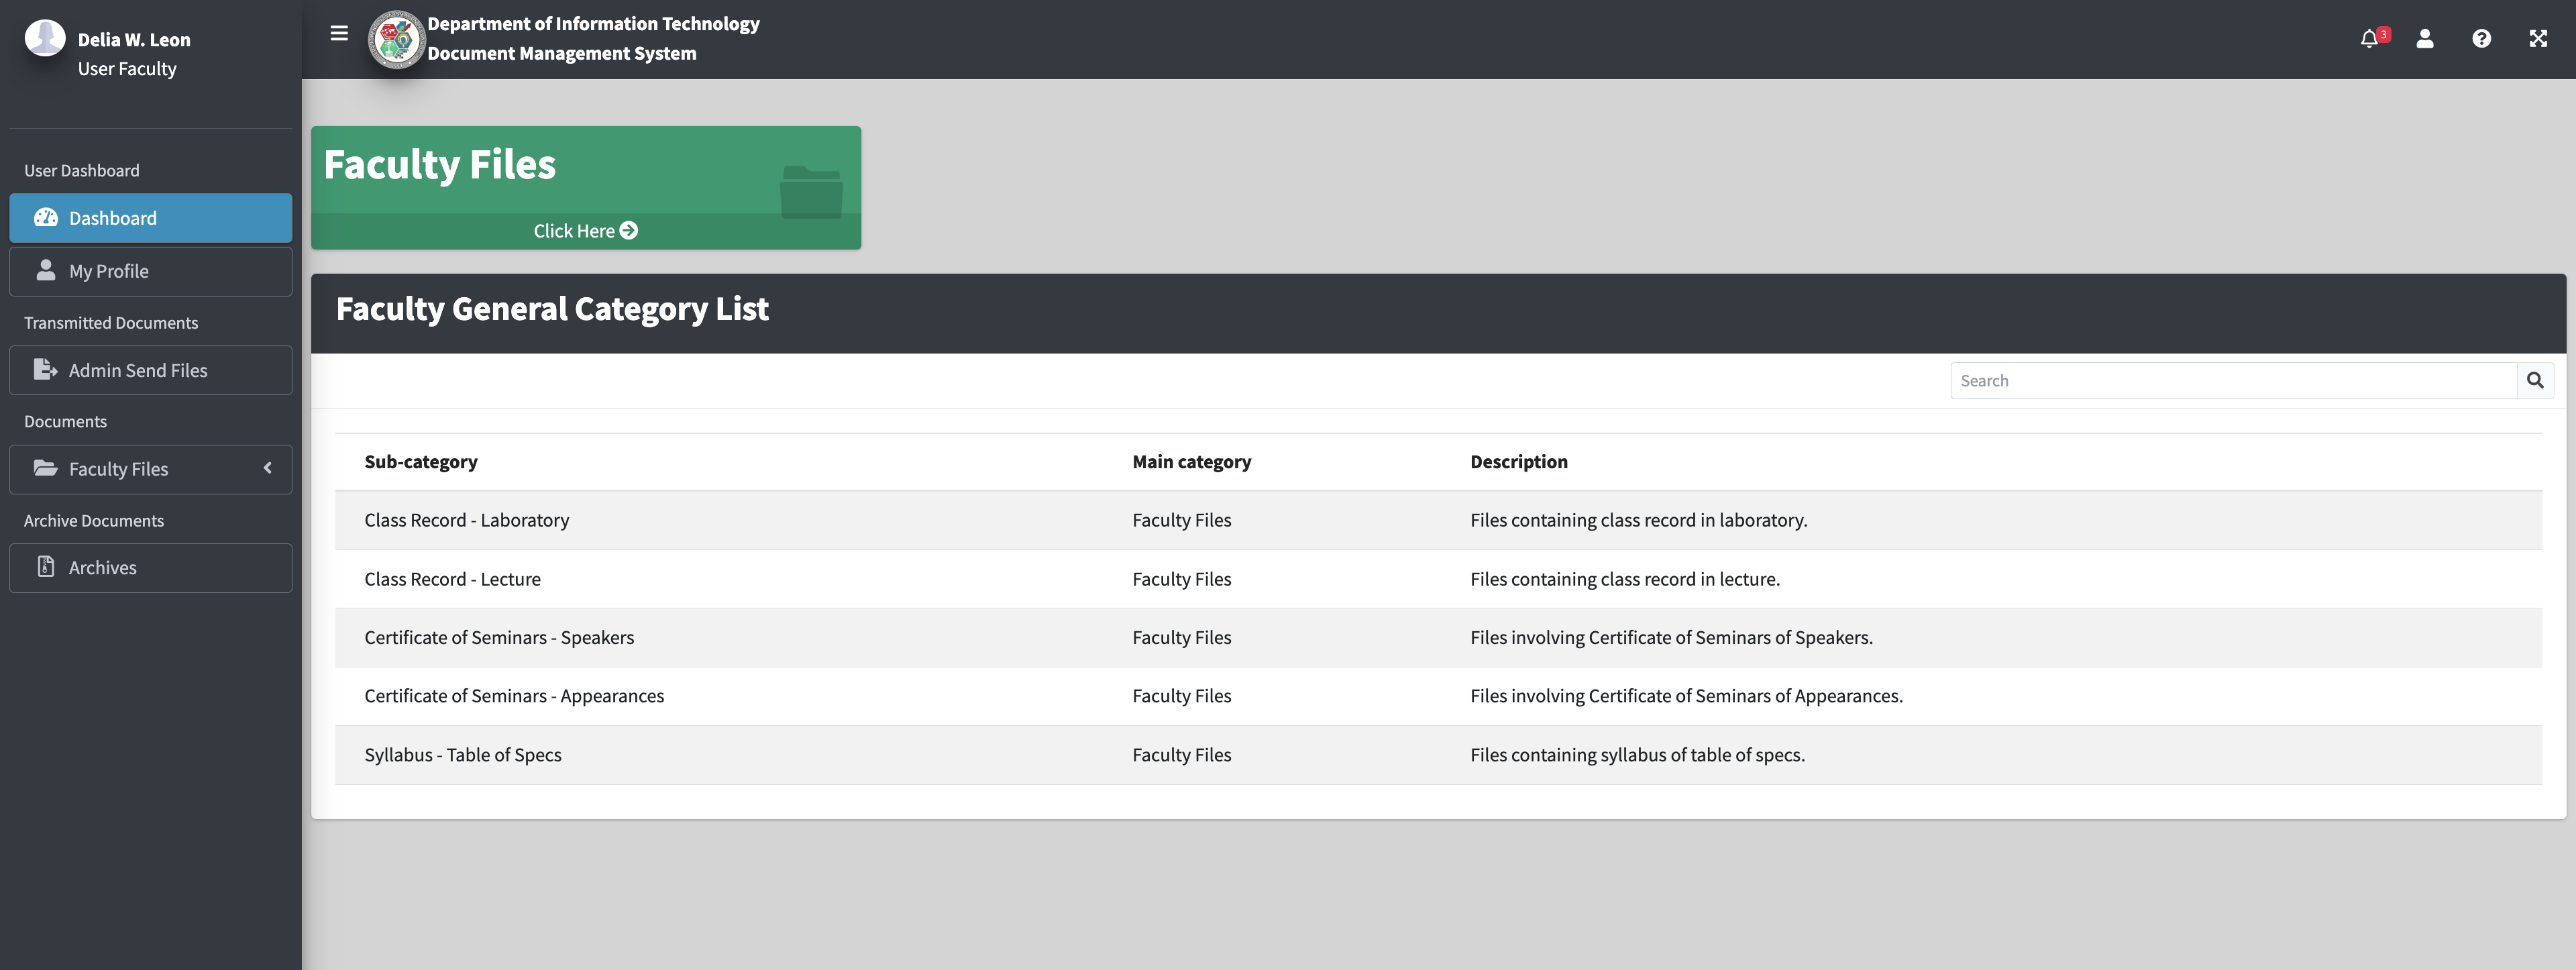 Delia W. Leon
User Faculty
Department of Information Technology
Document Management System
3
User Dashboard
Dashboard
My Profile
Transmitted Documents
Admin Send Files
Documents
Faculty Files
Archive Documents
Archives
Faculty Files
Click Here
Faculty General Category List
Search
Sub-category Main category Description
Class Record - Laboratory Faculty Files Files containing class record in laboratory.
Class Record - Lecture Faculty Files Files containing class record in lecture.
Certificate of Seminars - Speakers Faculty Files Files involving Certificate of Seminars of Speakers.
Certificate of Seminars - Appearances Faculty Files Files involving Certificate of Seminars of Appearances.
Syllabus - Table of Specs Faculty Files Files containing syllabus of table of specs.